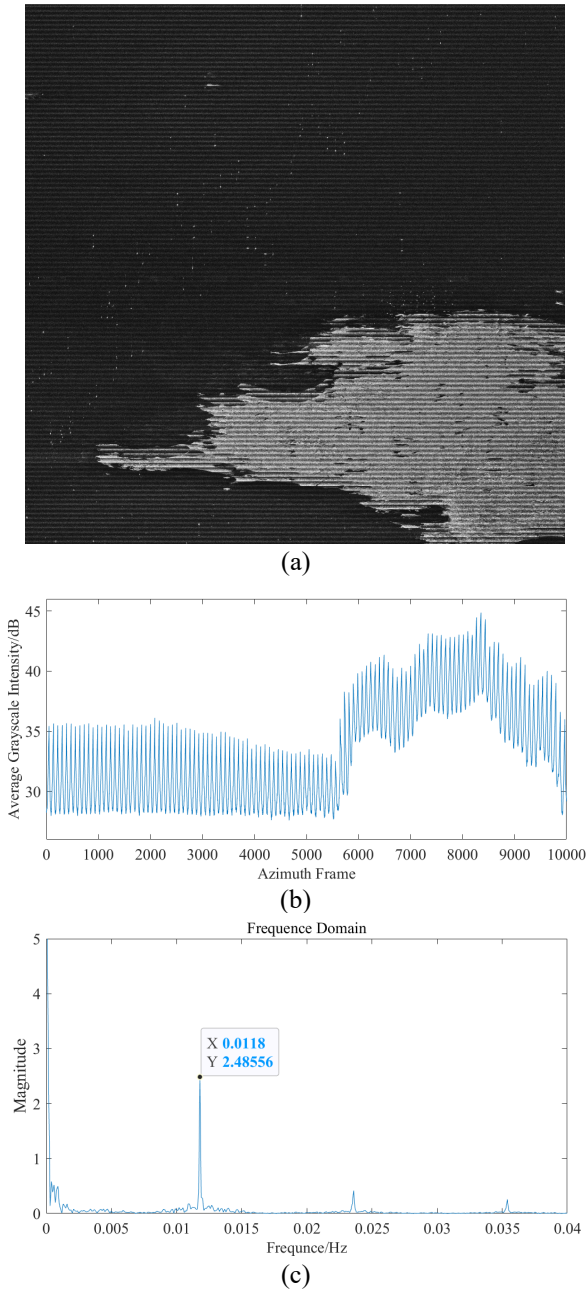 (a)
45
40
35
30
Average Grayscale Intensity/dB
0 1000 2000 3000 4000 5000 6000 7000 8000 9000 10000
Azimuth Frame
(b)
Frequence Domain
5
4
3
2
1
0
Magnitude
X 0.0118
Y 2.48556
0 0.005 0.01 0.015 0.02 0.025 0.03 0.035 0.04
Frequnce/Hz
(c)